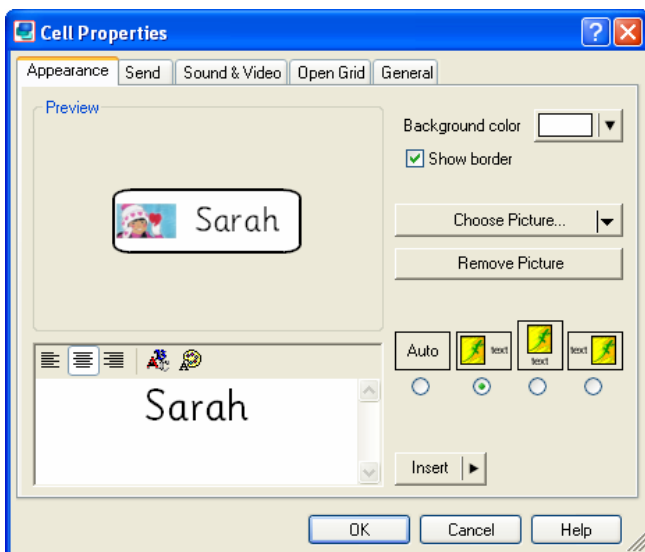 Cell Properties
Appearance Send Sound & Video Open Grid General
Preview
Sarah
Background color
Show border
Choose Picture...
Remove Picture
Auto text text text
Sarah
Insert
OK Cancel Help